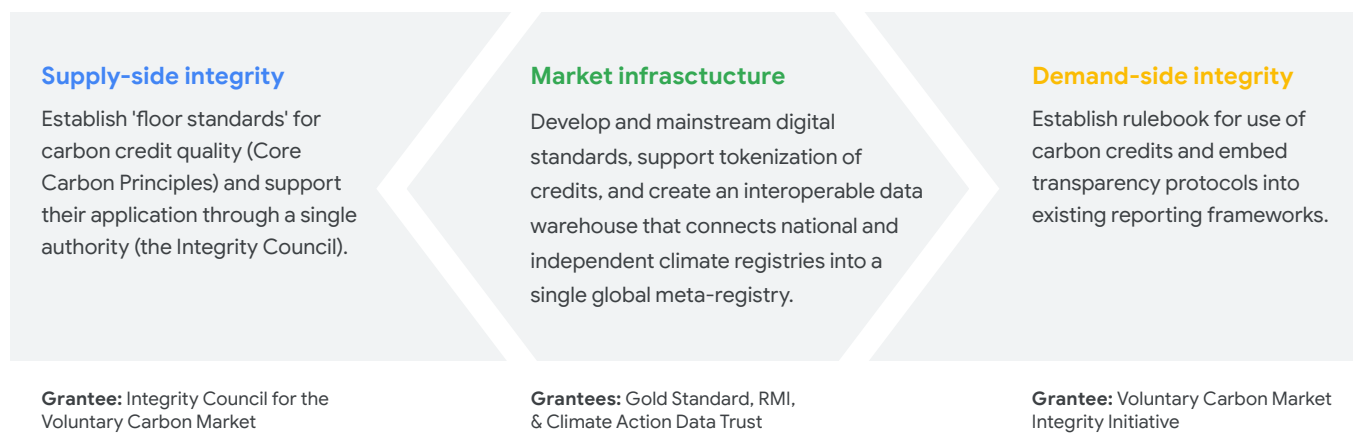 Supply-side integrity
Establish 'floor standards' for
carbon credit quality (Core
Carbon Principles) and support
their application through a single
authority (the Integrity Council).
Grantee: Integrity Council for the
Voluntary Carbon Market
Market infrasctucture
Develop and mainstream digital
standards, support tokenization of
credits, and create an interoperable data
warehouse that connects national and
independent climate registries into a
single global meta-registry.
Grantees: Gold Standard, RMI,
& Climate Action Data Trust
Demand-side integrity
Establish rulebook for use of
carbon credits and embed
transparency protocols into
existing reporting frameworks.
Grantee: Voluntary Carbon Market
Integrity Initiative